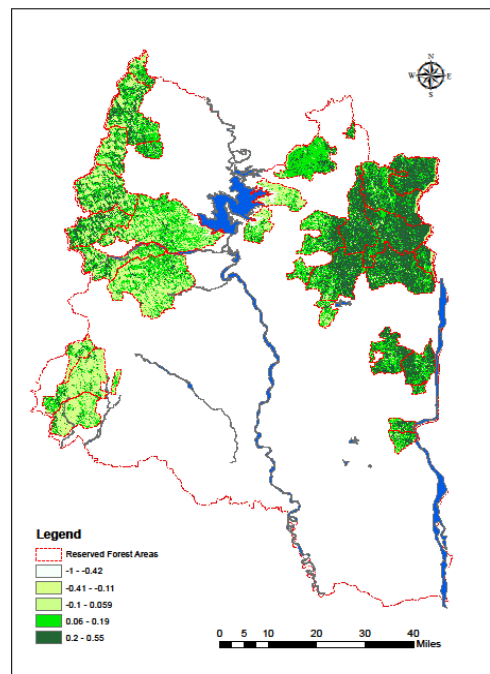 N
W E
S
Legend
Reserved Forest Areas
-1 - -0.42
-0.41 - -0.11
-0.1 - 0.059
0.06 - 0.19
0.2 - 0.55
0 5 10 20 30 40
Miles